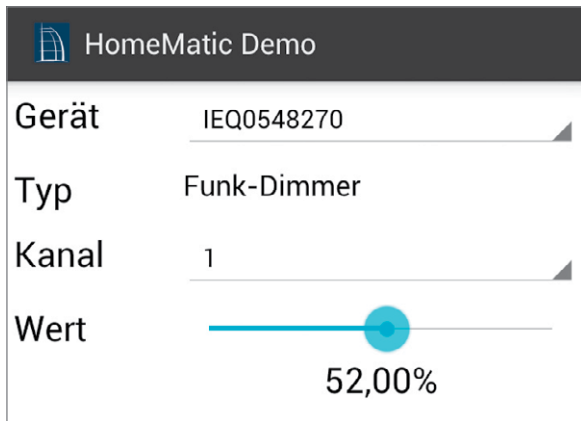 HomeMatic Demo
Gerät IEQ0548270
Typ Funk-Dimmer
Kanal 1
Wert
52,00%